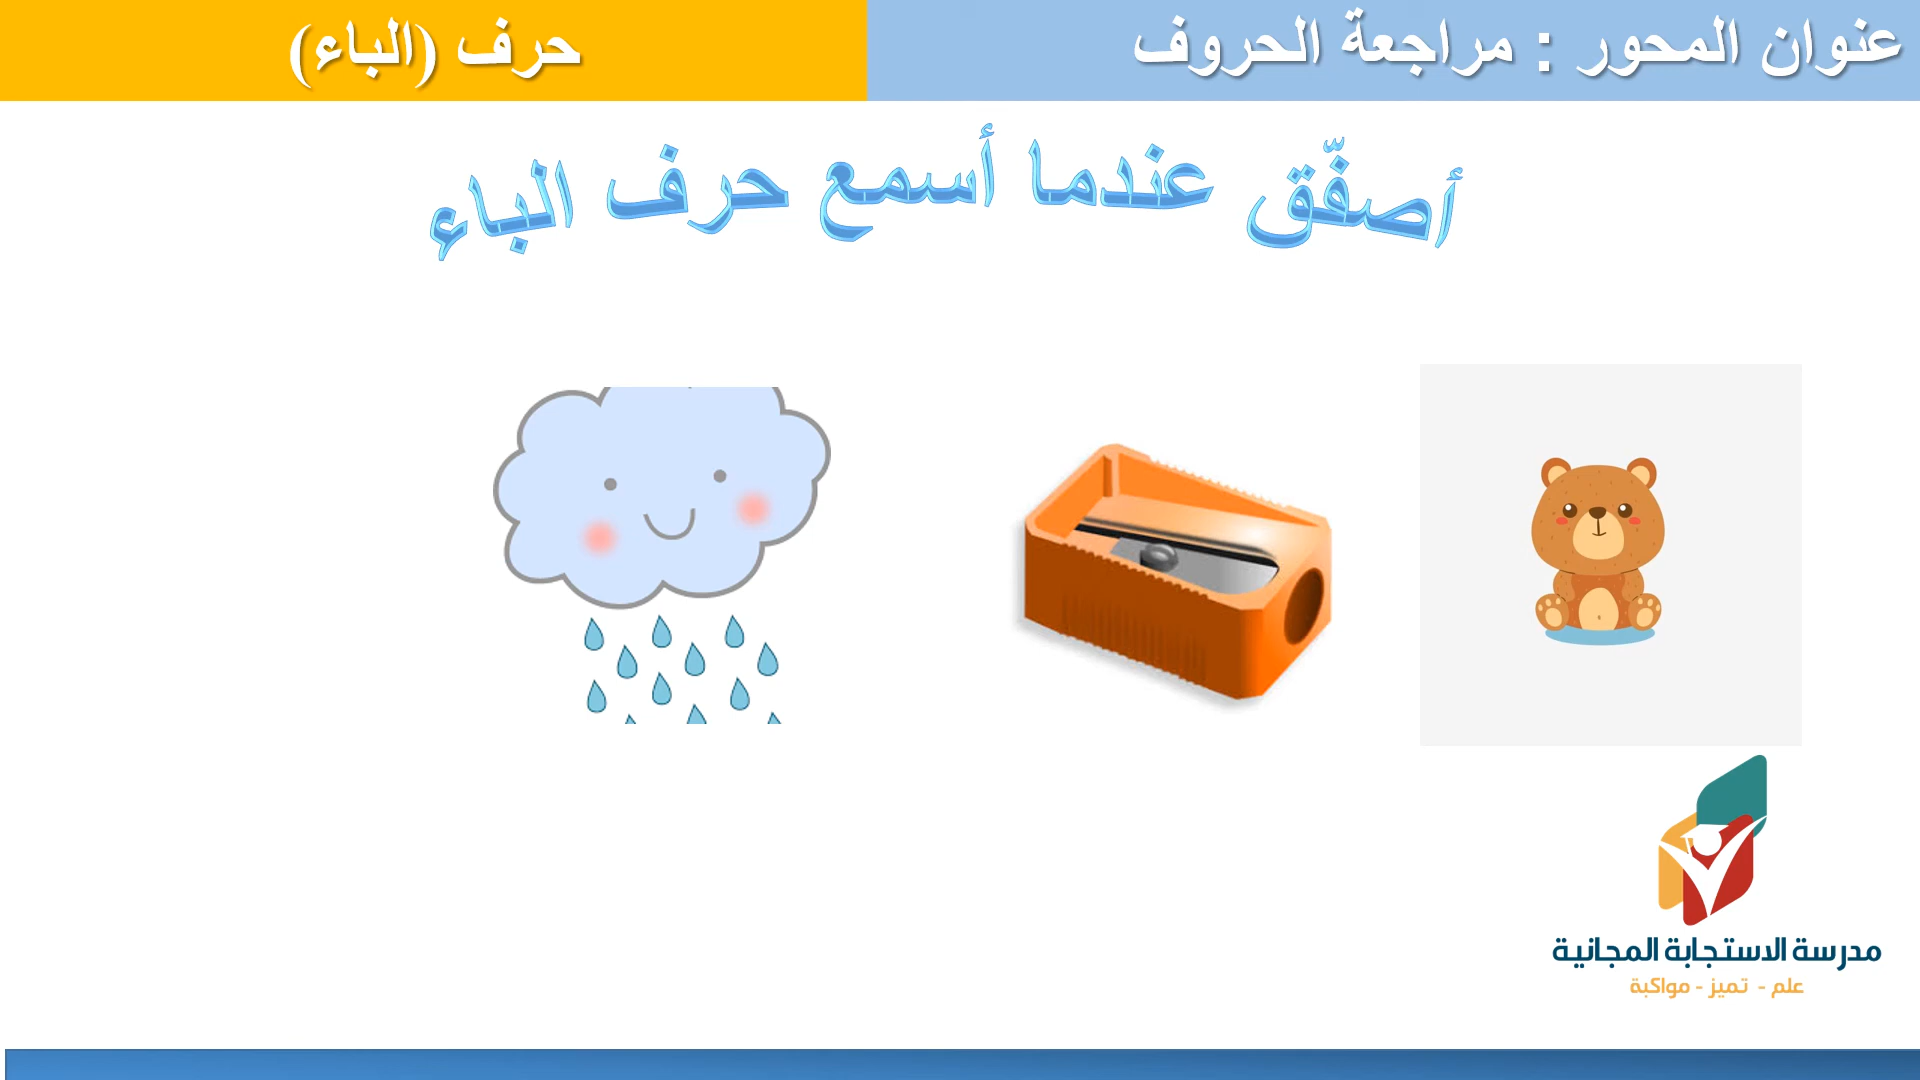 عنوان المحور : مراجعة الحروف
حرف (الباء)
أصفّق عندما أسمع حرف الباء
مدرسة الاستجابة المجانية
علم - تميز - مواكبة